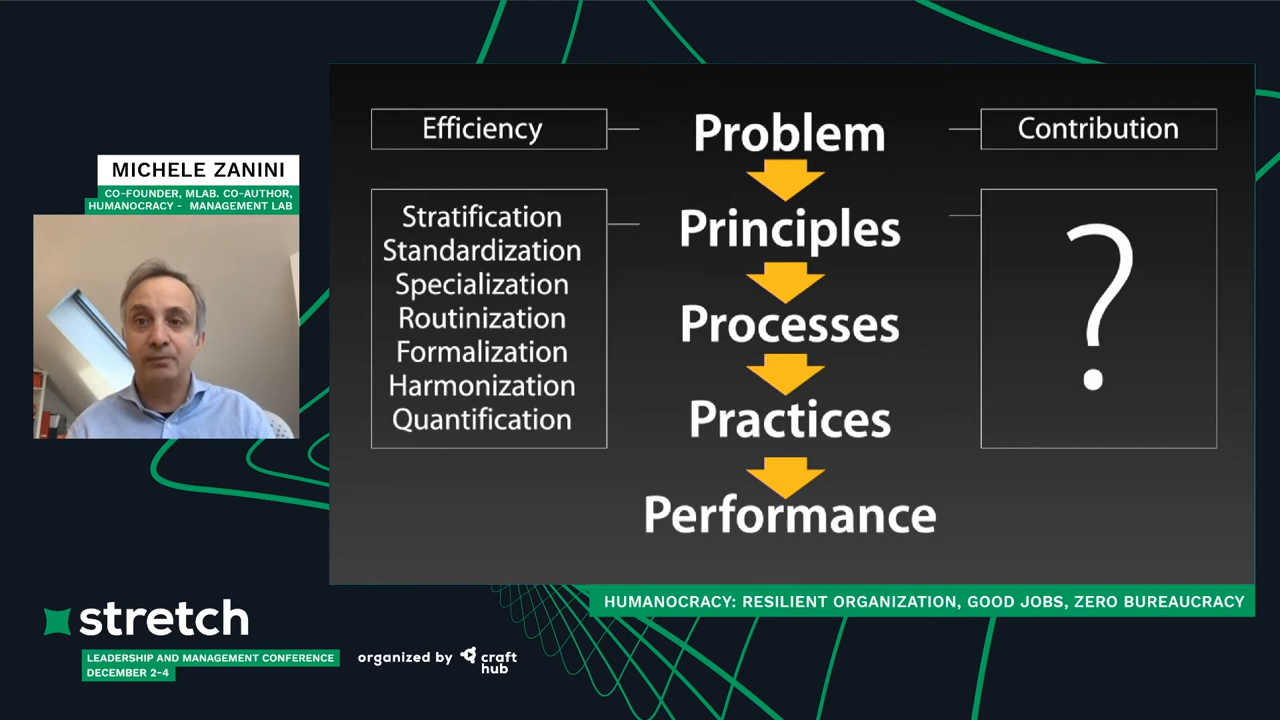 MICHELE ZANINI
CO-FOUNDER, MLAB. CO-AUTHOR,
HUMANOCRACY - MANAGEMENT LAB
Efficiency
Problem
Contribution
Stratification
Standardization
Specialization
Routinization
Formalization
Harmonization
Quantification
Principles
Processes
Practices
Performance
?
HUMANOCRACY: RESILIENT ORGANIZATION, GOOD JOBS, ZERO BUREAUCRACY
stretch
LEADERSHIP AND MANAGEMENT CONFERENCE
DECEMBER 2-4
organized by
craft
hub